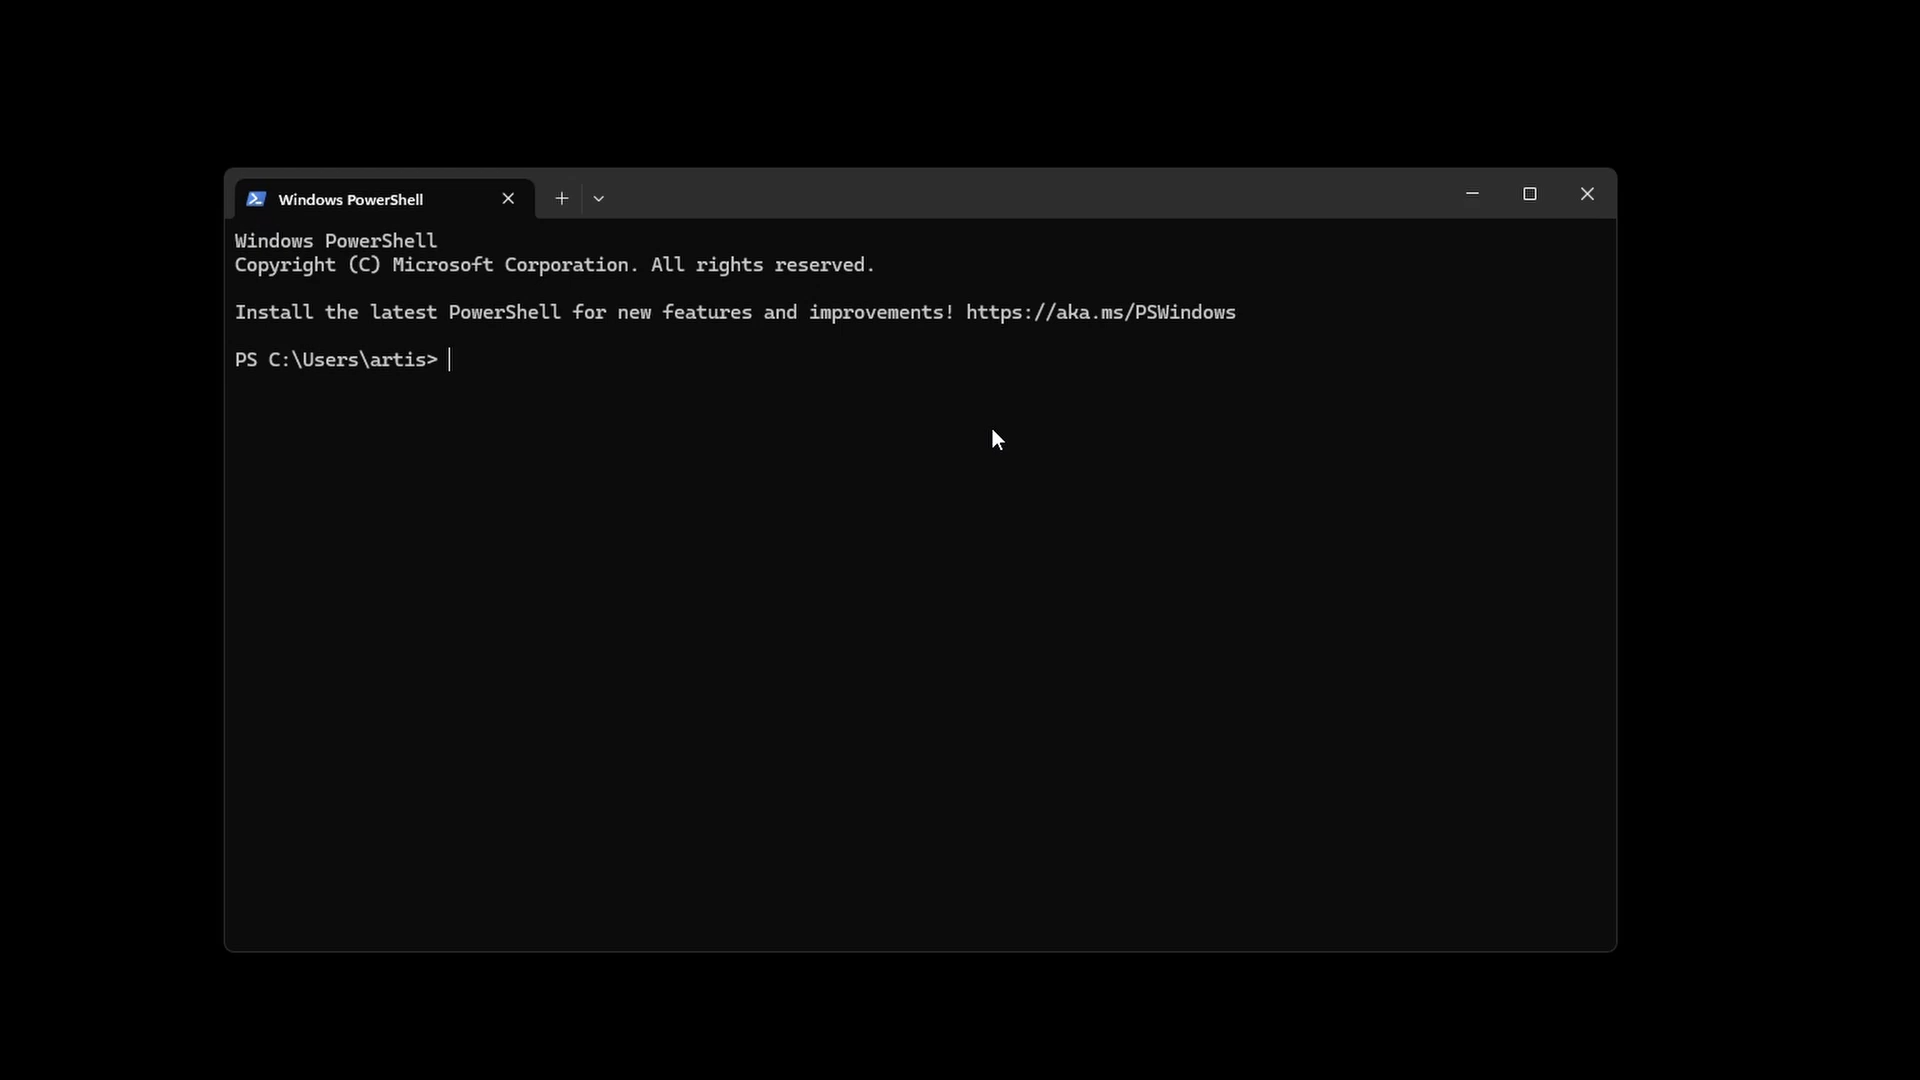 Windows PowerShell
Windows PowerShell
Copyright (C) Microsoft Corporation. All rights reserved.
Install the latest PowerShell for new features and improvements! https://aka.ms/PSWindows
PS C:\Users\artis>